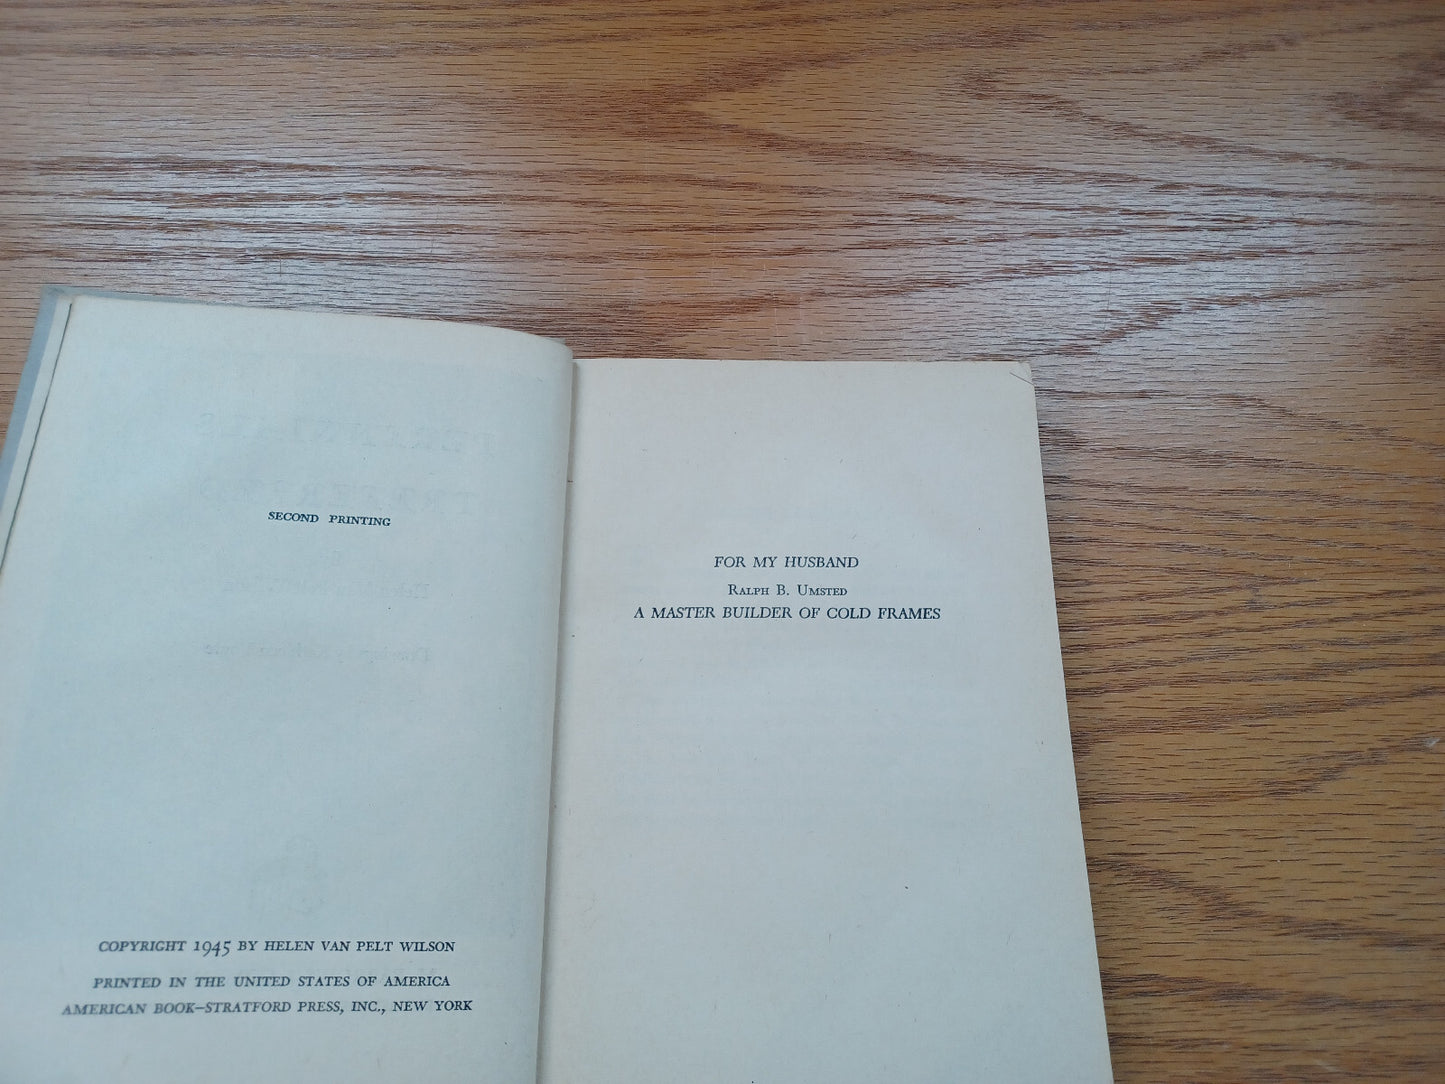 SECOND PRINTING
COPYRIGHT 1945 BY HELEN VAN PELT WILSON
PRINTED IN THE UNITED STATES OF AMERICA
AMERICAN BOOK—STRATFORD PRESS, INC., NEW YORK
FOR MY HUSBAND
RALPH B. UMSTED
A MASTER BUILDER OF COLD FRAMES